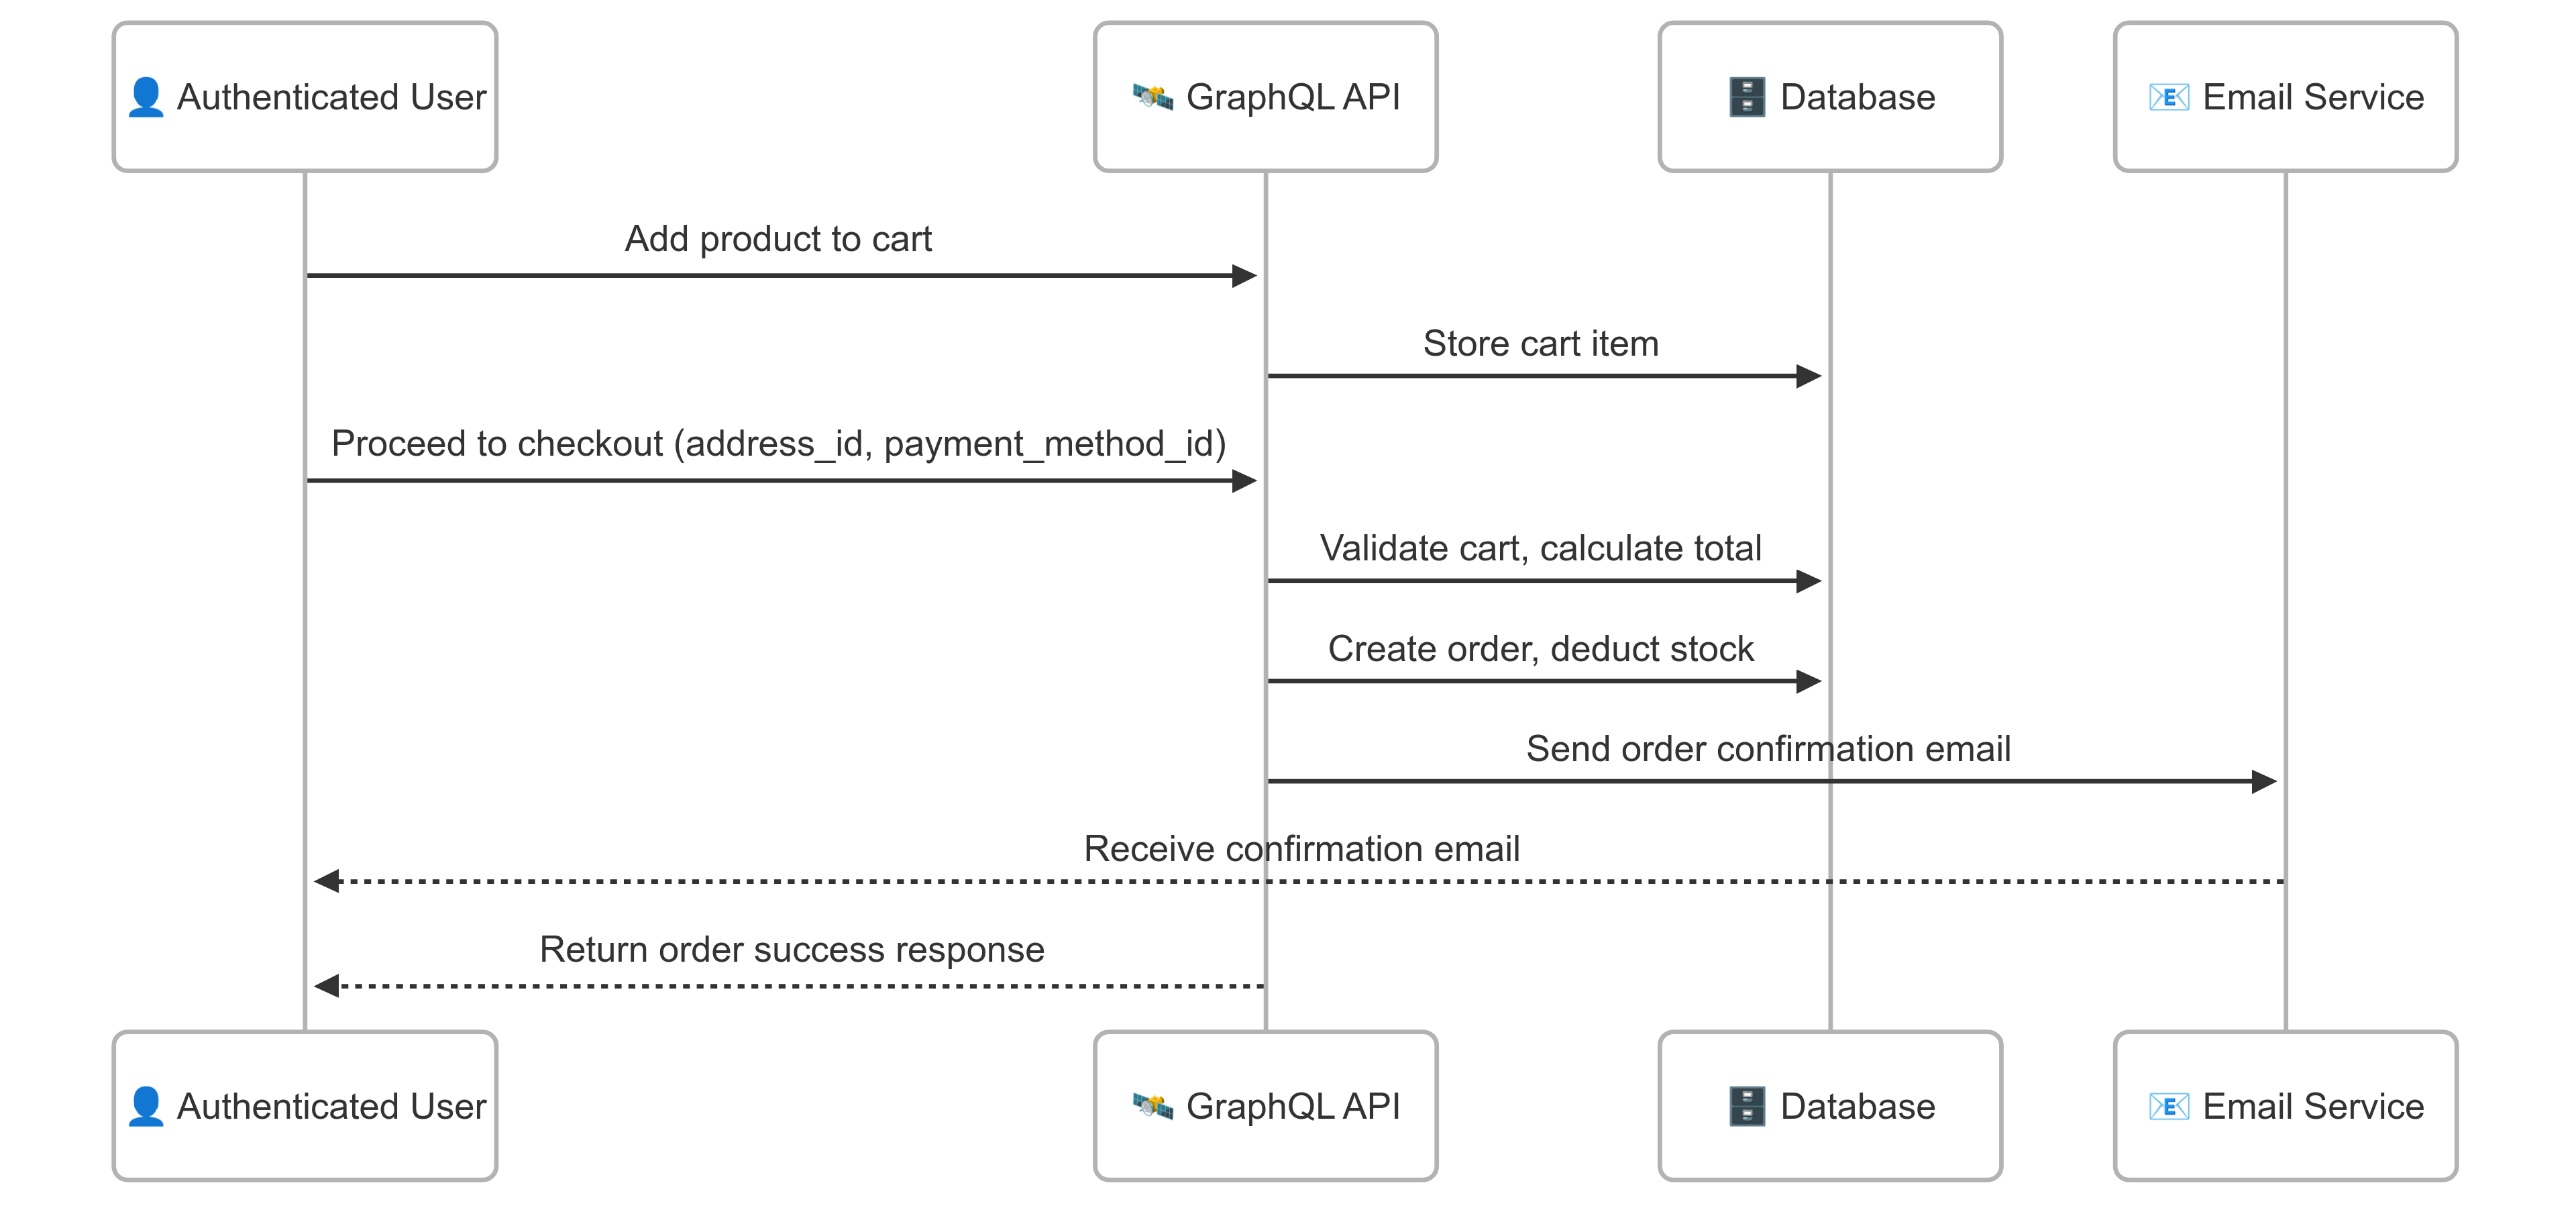 👤 Authenticated User
🛰️ GraphQL API
🗄️ Database
📧 Email Service
Add product to cart
Store cart item
Proceed to checkout (address_id, payment_method_id)
Validate cart, calculate total
Create order, deduct stock
Send order confirmation email
Receive confirmation email
Return order success response
👤 Authenticated User
🛰️ GraphQL API
🗄️ Database
📧 Email Service